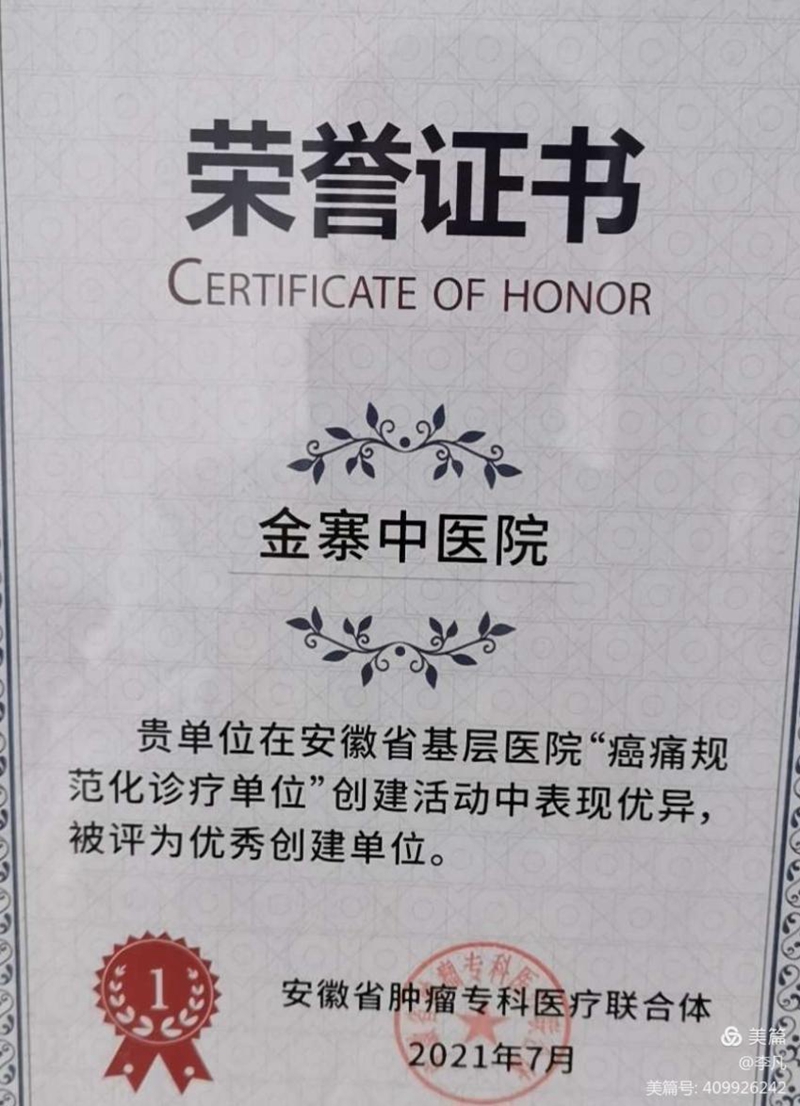 荣誉证书
CERTIFICATE OF HONOR
金寨中医院
贵单位在安徽省基层医院“癌痛规
范化诊疗单位”创建活动中表现优异，
被评为优秀创建单位。
1
安徽省肿瘤专科医疗联合体
2021年7月
美篇
@李凡
美篇号: 409926242